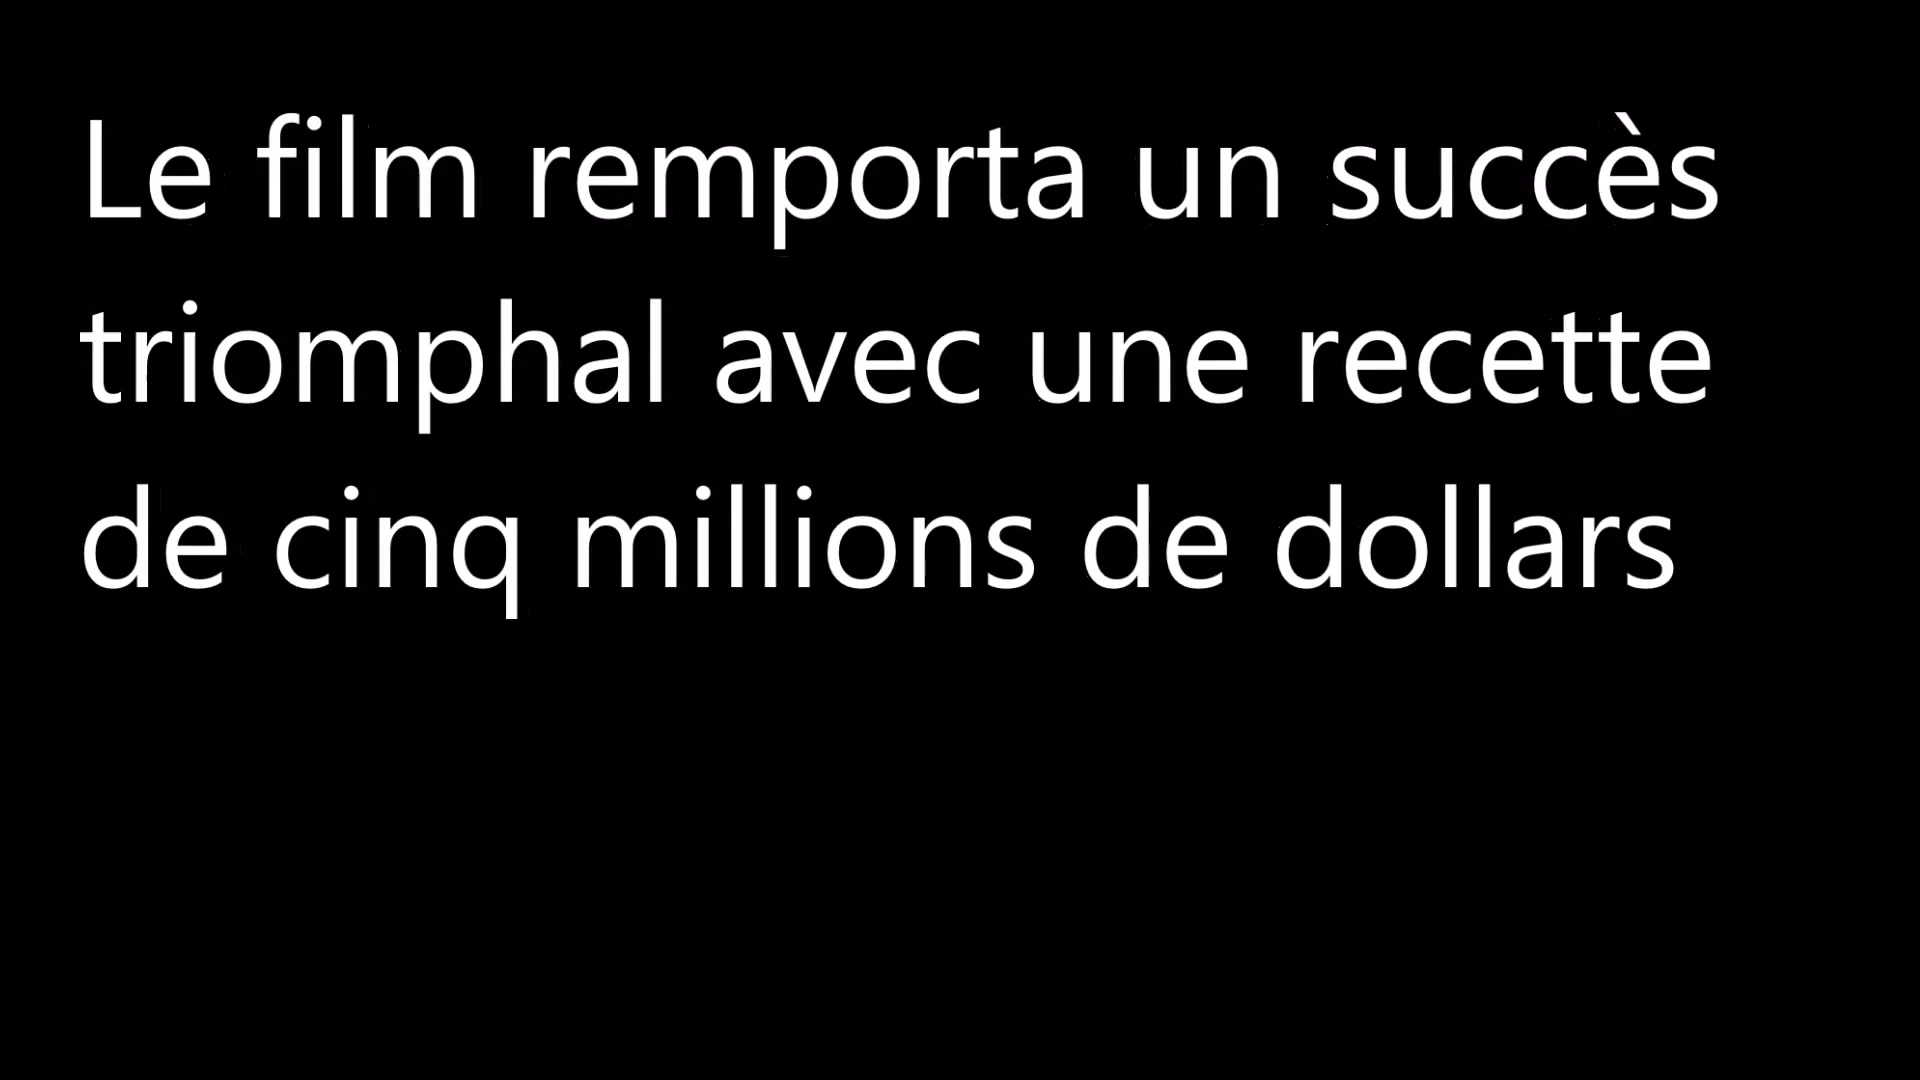 Le film remporta un succès
triomphal avec une recette
de cinq millions de dollars